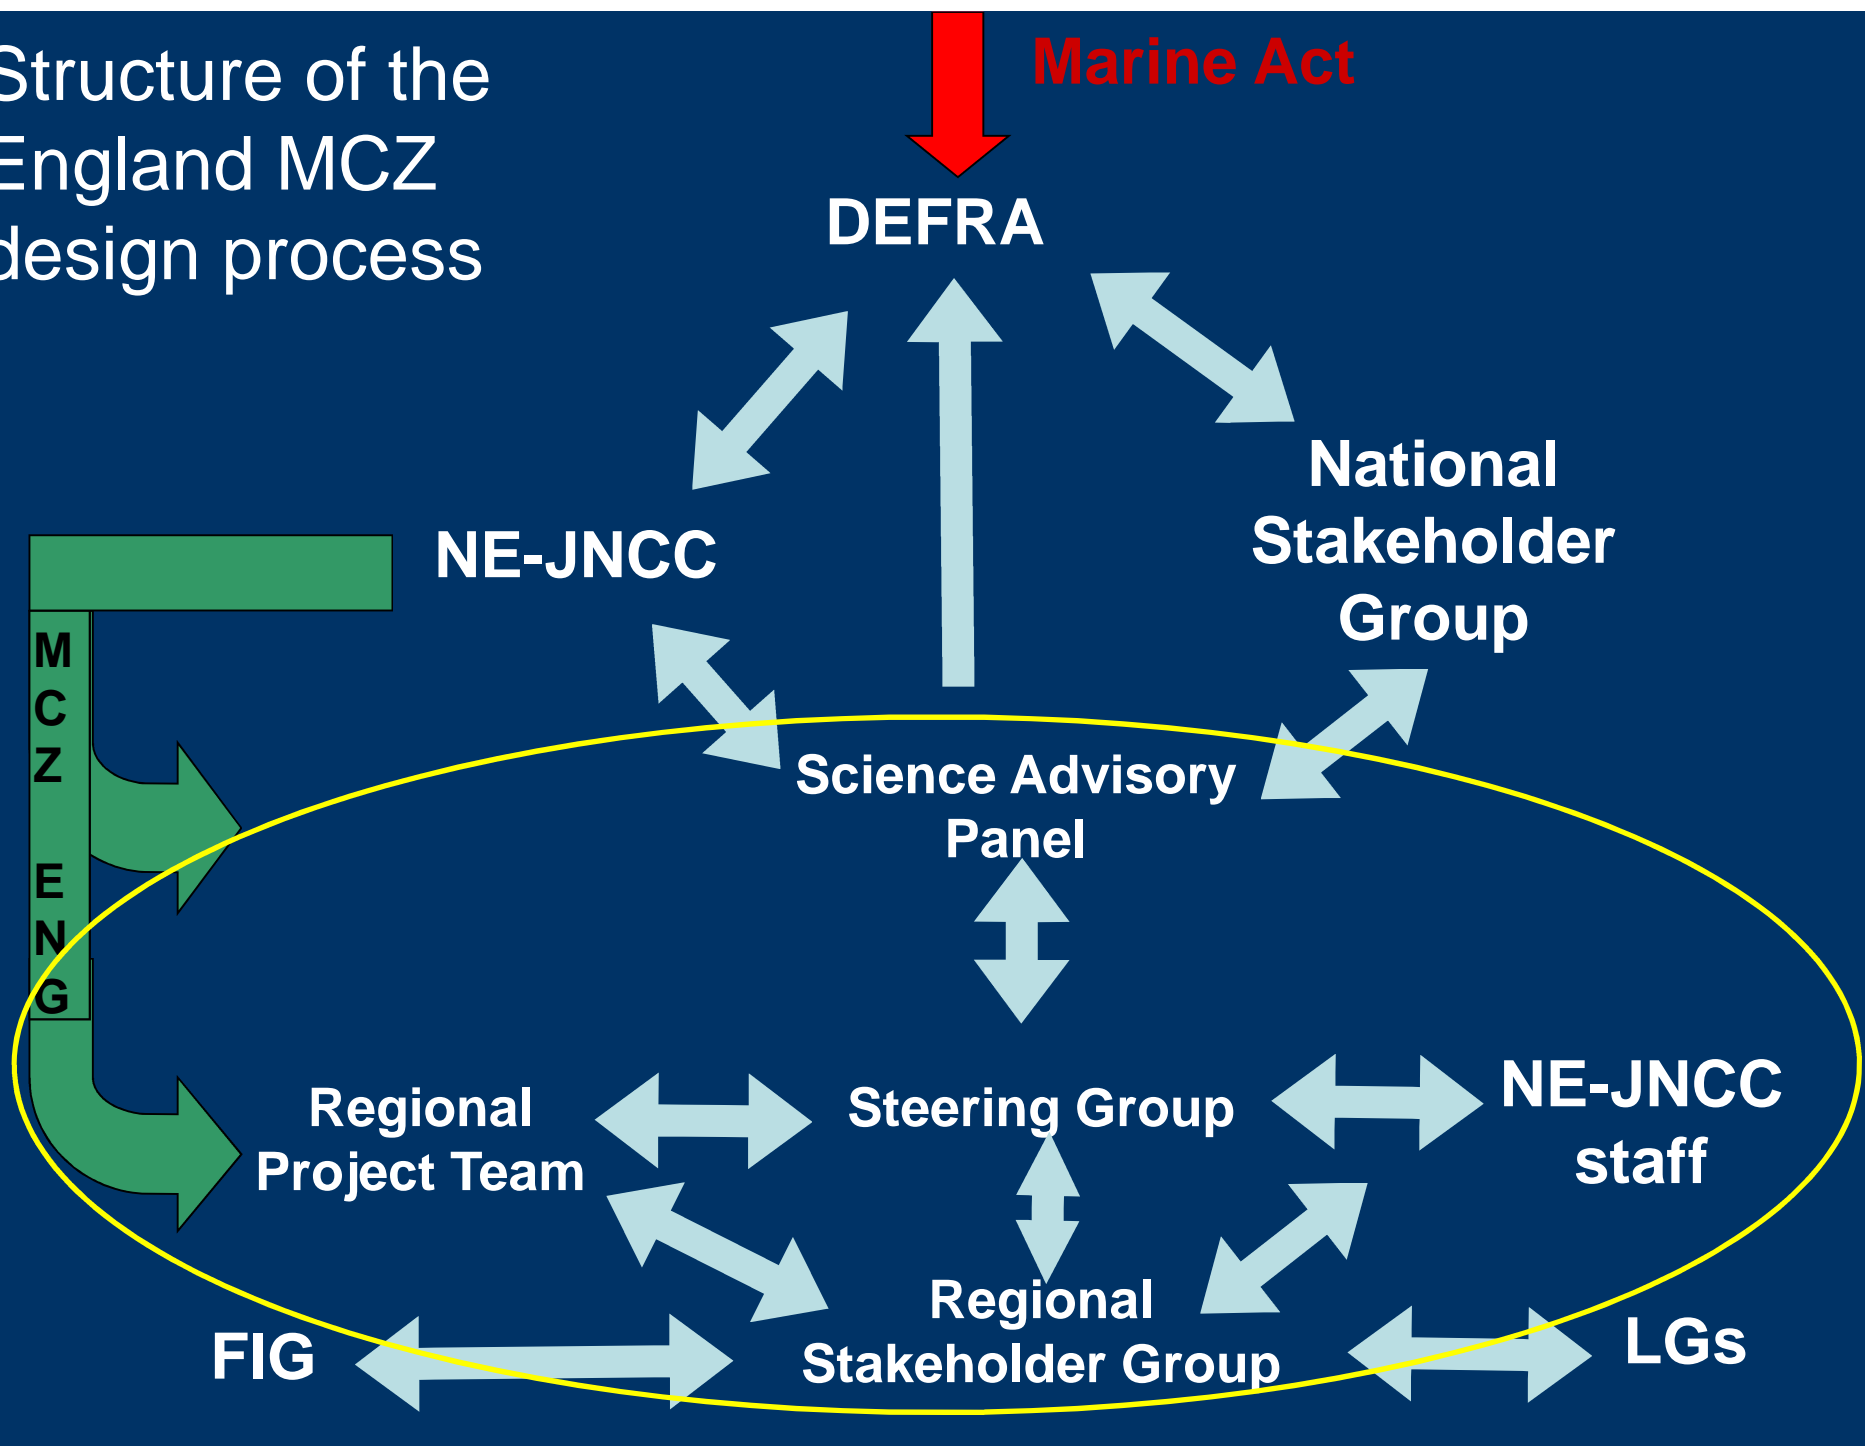 Structure of the
England MCZ
design process
Marine Act
DEFRA
National
Stakeholder
Group
NE-JNCC
M
C
Z
E
N
G
Science Advisory
Panel
Regional
Project Team
Steering Group
NE-JNCC
staff
FIG
Regional
Stakeholder Group
LGs